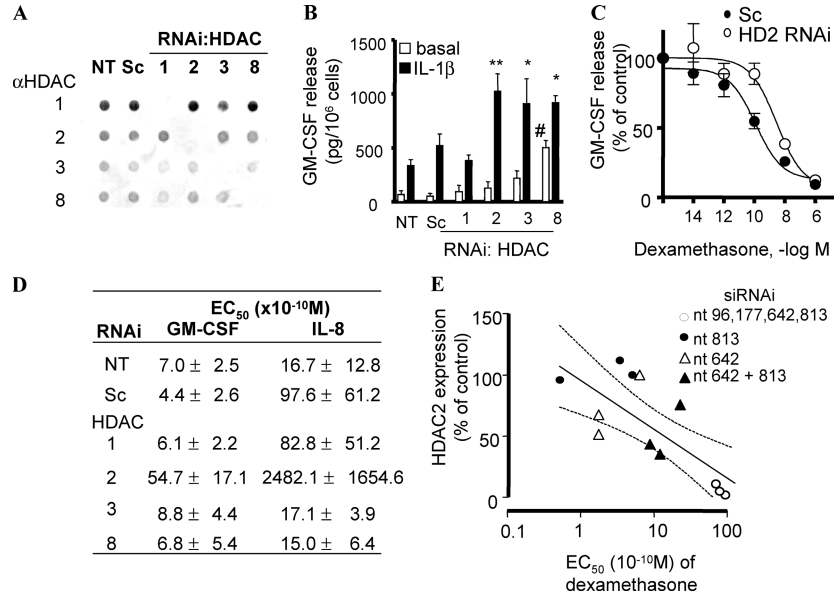 A
RNAi:HDAC
NT Sc 1 2 3 8
αHDAC
1
2
3
8
B
GM-CSF release
(pg/10⁶ cells)
1500
1000
500
0
basal
IL-1β
** * # *
NT Sc 1 2 3 8
RNAi: HDAC
C
Sc
HD2 RNAi
GM-CSF release
(% of control)
100
50
0
14 12 10 8 6
Dexamethasone, -log M
D
EC₅₀ (x10⁻¹⁰M)
RNAi GM-CSF IL-8
NT 7.0 ± 2.5 16.7 ± 12.8
Sc 4.4 ± 2.6 97.6 ± 61.2
HDAC
1 6.1 ± 2.2 82.8 ± 51.2
2 54.7 ± 17.1 2482.1 ± 1654.6
3 8.8 ± 4.4 17.1 ± 3.9
8 6.8 ± 5.4 15.0 ± 6.4
E
siRNAi
nt 96,177,642,813
nt 813
nt 642
nt 642 + 813
HDAC2 expression
(% of control)
150
100
50
0
0.1 1 10 100
EC₅₀ (10⁻¹⁰M) of
dexamethasone